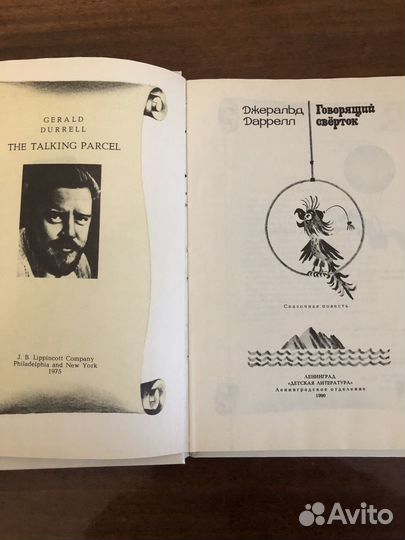 GERALD
DURRELL
THE TALKING PARCEL
J. B. Lippincott Company
Philadelphia and New York
1975
Джеральд
Даррелл
Говорящий
свёрток
Сказочная повесть
ЛЕНИНГРАД
«ДЕТСКАЯ ЛИТЕРАТУРА»
Ленинградское отделение
Avito